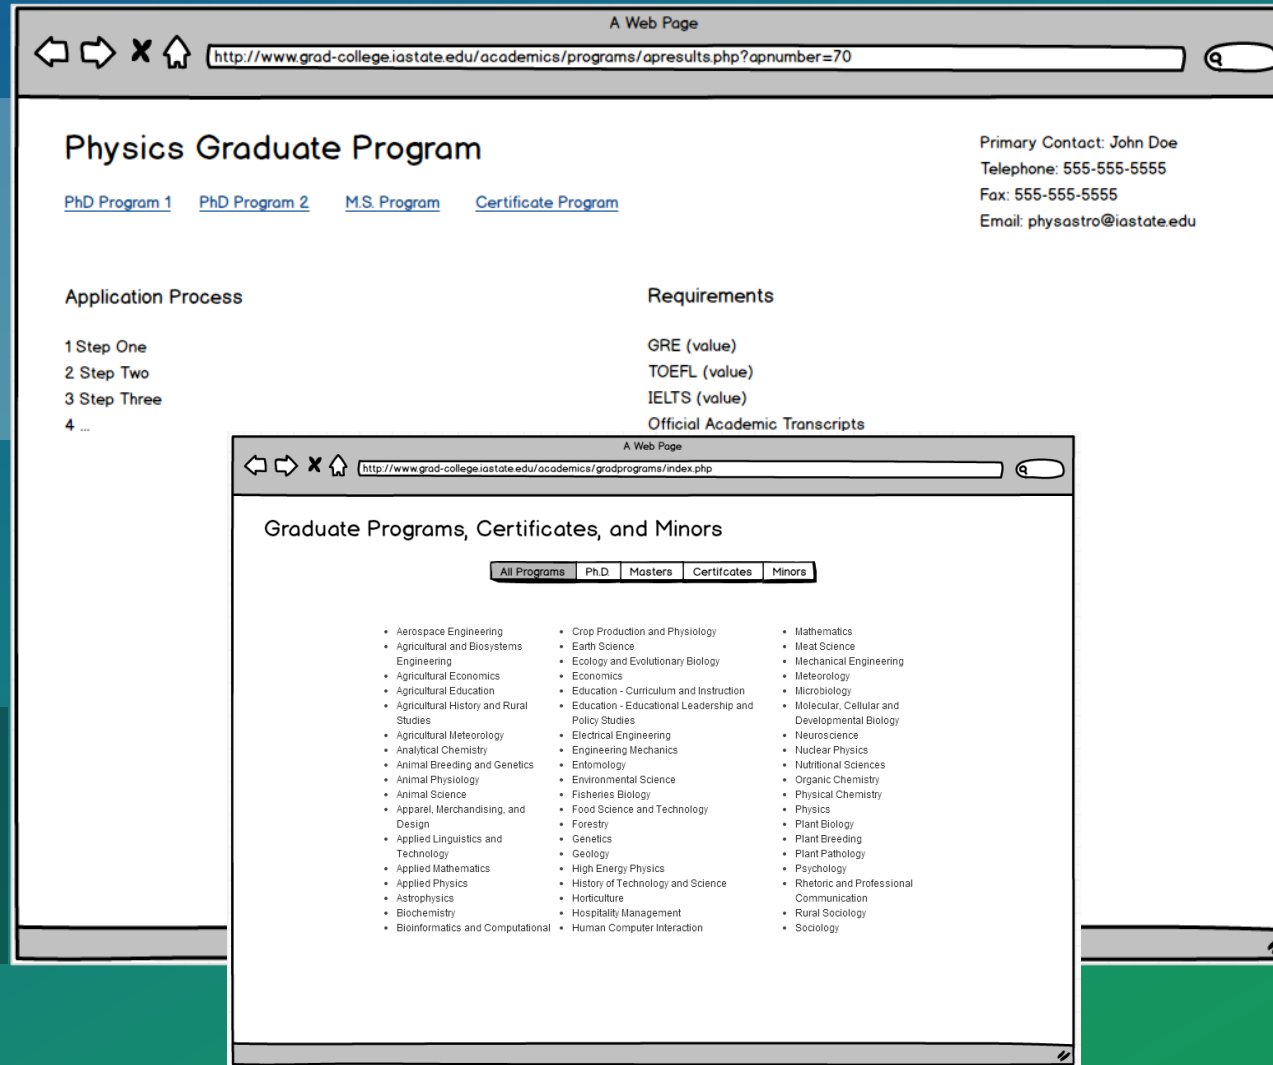 A Web Page
http://www.grad-college.iastate.edu/academics/programs/apresults.php?apnumber=70
Physics Graduate Program
PhD Program 1 PhD Program 2 M.S. Program Certificate Program
Primary Contact: John Doe
Telephone: 555-555-5555
Fax: 555-555-5555
Email: physastro@iastate.edu
Application Process
1 Step One
2 Step Two
3 Step Three
4 ...
Requirements
GRE (value)
TOEFL (value)
IELTS (value)
Official Academic Transcripts
A Web Page
http://www.grad-college.iastate.edu/academics/gradprograms/index.php
Graduate Programs, Certificates, and Minors
All Programs Ph.D. Masters Certifcates Minors
• Aerospace Engineering
• Agricultural and Biosystems
Engineering
• Agricultural Economics
• Agricultural Education
• Agricultural History and Rural
Studies
• Agricultural Meteorology
• Analytical Chemistry
• Animal Breeding and Genetics
• Animal Physiology
• Animal Science
• Apparel, Merchandising, and
Design
• Applied Linguistics and
Technology
• Applied Mathematics
• Applied Physics
• Astrophysics
• Biochemistry
• Bioinformatics and Computational
• Crop Production and Physiology
• Earth Science
• Ecology and Evolutionary Biology
• Economics
• Education - Curriculum and Instruction
• Education - Educational Leadership and
Policy Studies
• Electrical Engineering
• Engineering Mechanics
• Entomology
• Environmental Science
• Fisheries Biology
• Food Science and Technology
• Forestry
• Genetics
• Geology
• High Energy Physics
• History of Technology and Science
• Horticulture
• Hospitality Management
• Human Computer Interaction
• Mathematics
• Meat Science
• Mechanical Engineering
• Meteorology
• Microbiology
• Molecular, Cellular and
Developmental Biology
• Neuroscience
• Nuclear Physics
• Nutritional Sciences
• Organic Chemistry
• Physical Chemistry
• Physics
• Plant Biology
• Plant Breeding
• Plant Pathology
• Psychology
• Rhetoric and Professional
Communication
• Rural Sociology
• Sociology